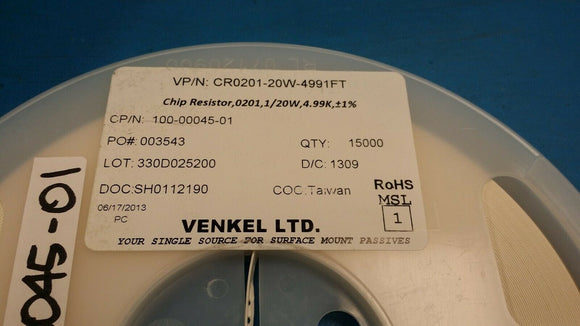 VP/N: CR0201-20W-4991FT
Chip Resistor,0201,1/20W,4.99K,±1%
CP/N: 100-00045-01
PO#: 003543 QTY: 15000
LOT: 330D025200 D/C: 1309
DOC:SH0112190 COC:Taiwan RoHS
MSL
1
06/17/2013
PC
VENKEL LTD.
YOUR SINGLE SOURCE FOR SURFACE MOUNT PASSIVES
045-01